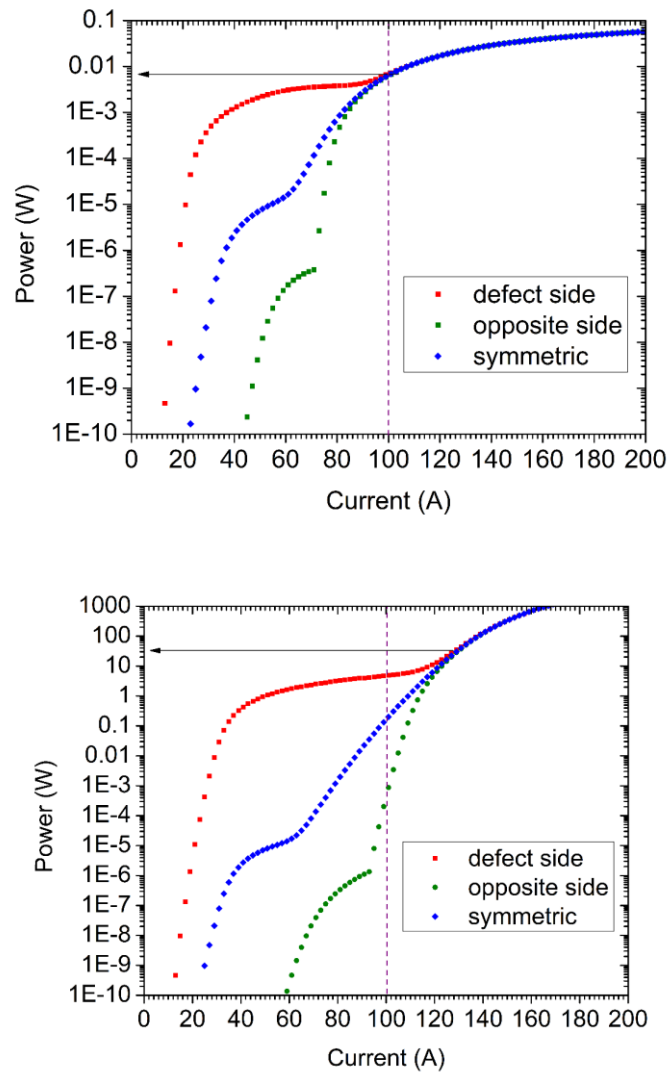 0.1
0.01
1E-3
1E-4
1E-5
1E-6
1E-7
1E-8
1E-9
1E-10
Power (W)
defect side
opposite side
symmetric
0 20 40 60 80 100 120 140 160 180 200
Current (A)
1000
100
10
1
0.1
0.01
1E-3
1E-4
1E-5
1E-6
1E-7
1E-8
1E-9
1E-10
Power (W)
defect side
opposite side
symmetric
0 20 40 60 80 100 120 140 160 180 200
Current (A)